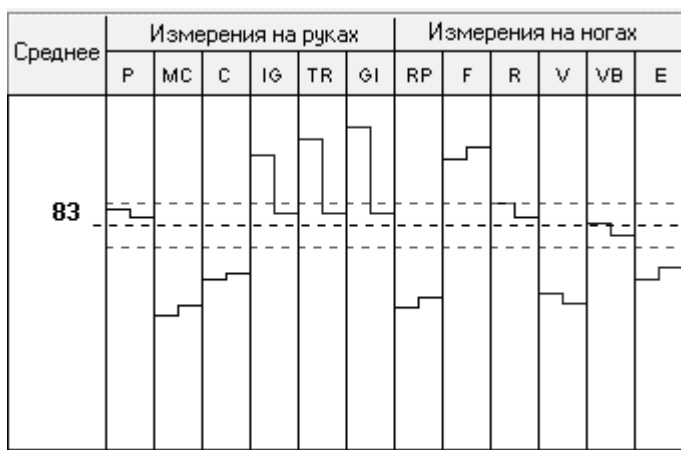 Среднее
Измерения на руках
Измерения на ногах
P MC C IG TR GI RP F R V VB E
83